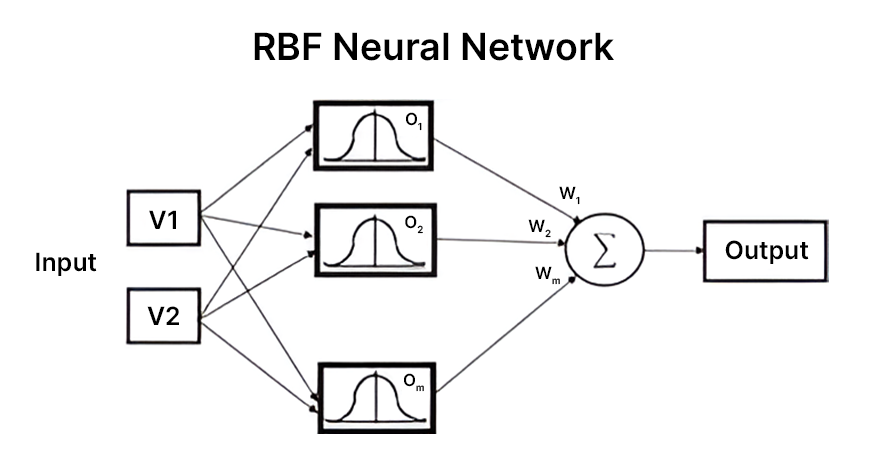 RBF Neural Network
O1
W1
V1
O2
W2
Σ
Output
Input
Wm
V2
Om